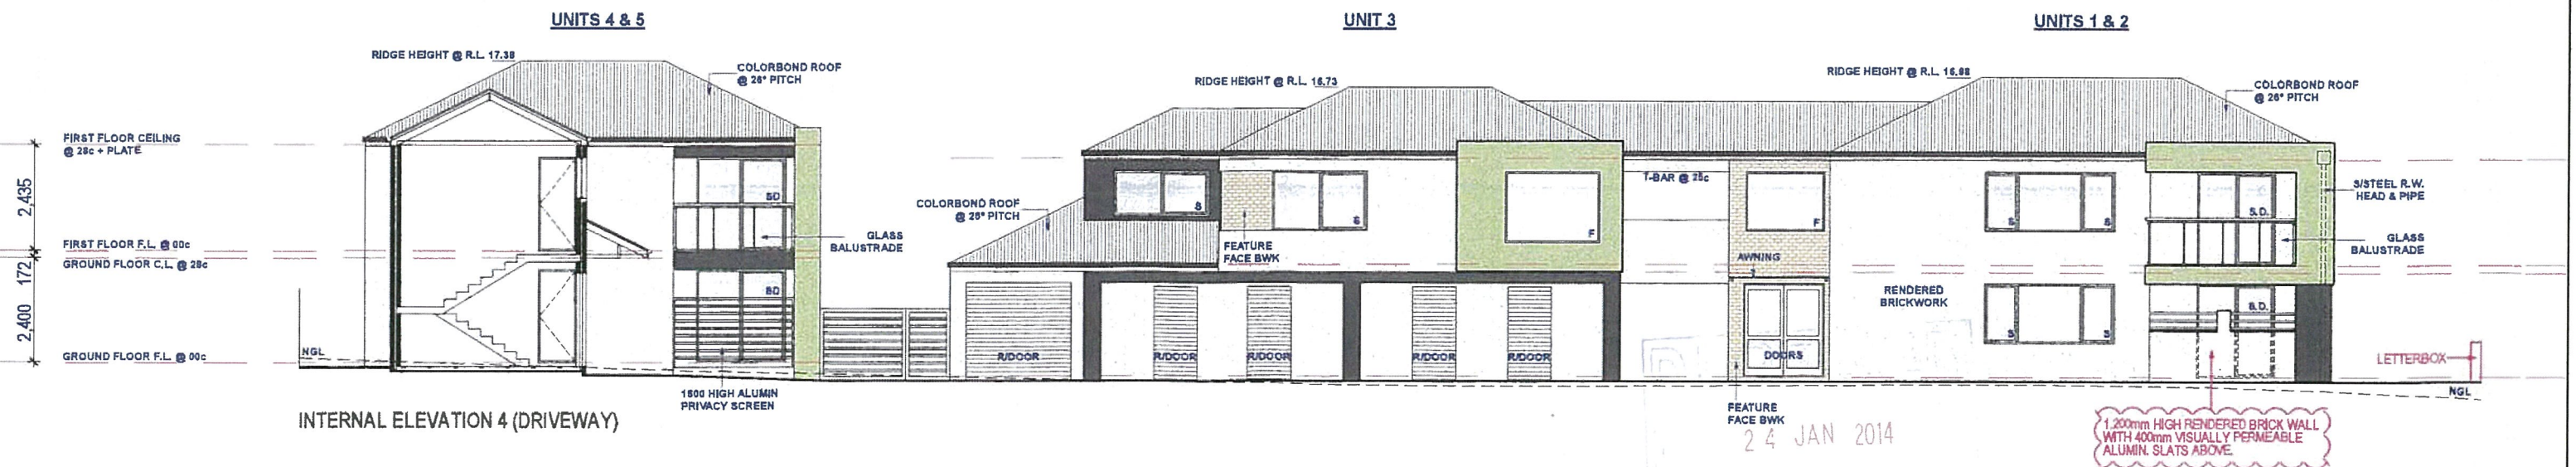 UNITS 4 & 5
UNIT 3
UNITS 1 & 2
RIDGE HEIGHT @ R.L. 17.38
COLORBOND ROOF
@ 26° PITCH
RIDGE HEIGHT @ R.L. 16.73
RIDGE HEIGHT @ R.L. 16.98
COLORBOND ROOF
@ 26° PITCH
FIRST FLOOR CEILING
@ 28c + PLATE
2,435
FIRST FLOOR F.L. @ 00c
172
GROUND FLOOR C.L. @ 28c
2,400
GROUND FLOOR F.L. @ 00c
NGL
SD
GLASS
BALUSTRADE
SD
1600 HIGH ALUMIN
PRIVACY SCREEN
COLORBOND ROOF
@ 26° PITCH
S
S
FEATURE
FACE BWK
F
T-BAR @ 25c
F
AWNING
RENDERED
BRICKWORK
S
S
S
S
S.D.
S/STEEL R.W.
HEAD & PIPE
GLASS
BALUSTRADE
S.D.
R/DOOR
R/DOOR
R/DOOR
R/DOOR
R/DOOR
DOORS
LETTERBOX
NGL
FEATURE
FACE BWK
INTERNAL ELEVATION 4 (DRIVEWAY)
24 JAN 2014
1.200mm HIGH RENDERED BRICK WALL
WITH 400mm VISUALLY PERMEABLE
ALUMIN. SLATS ABOVE.